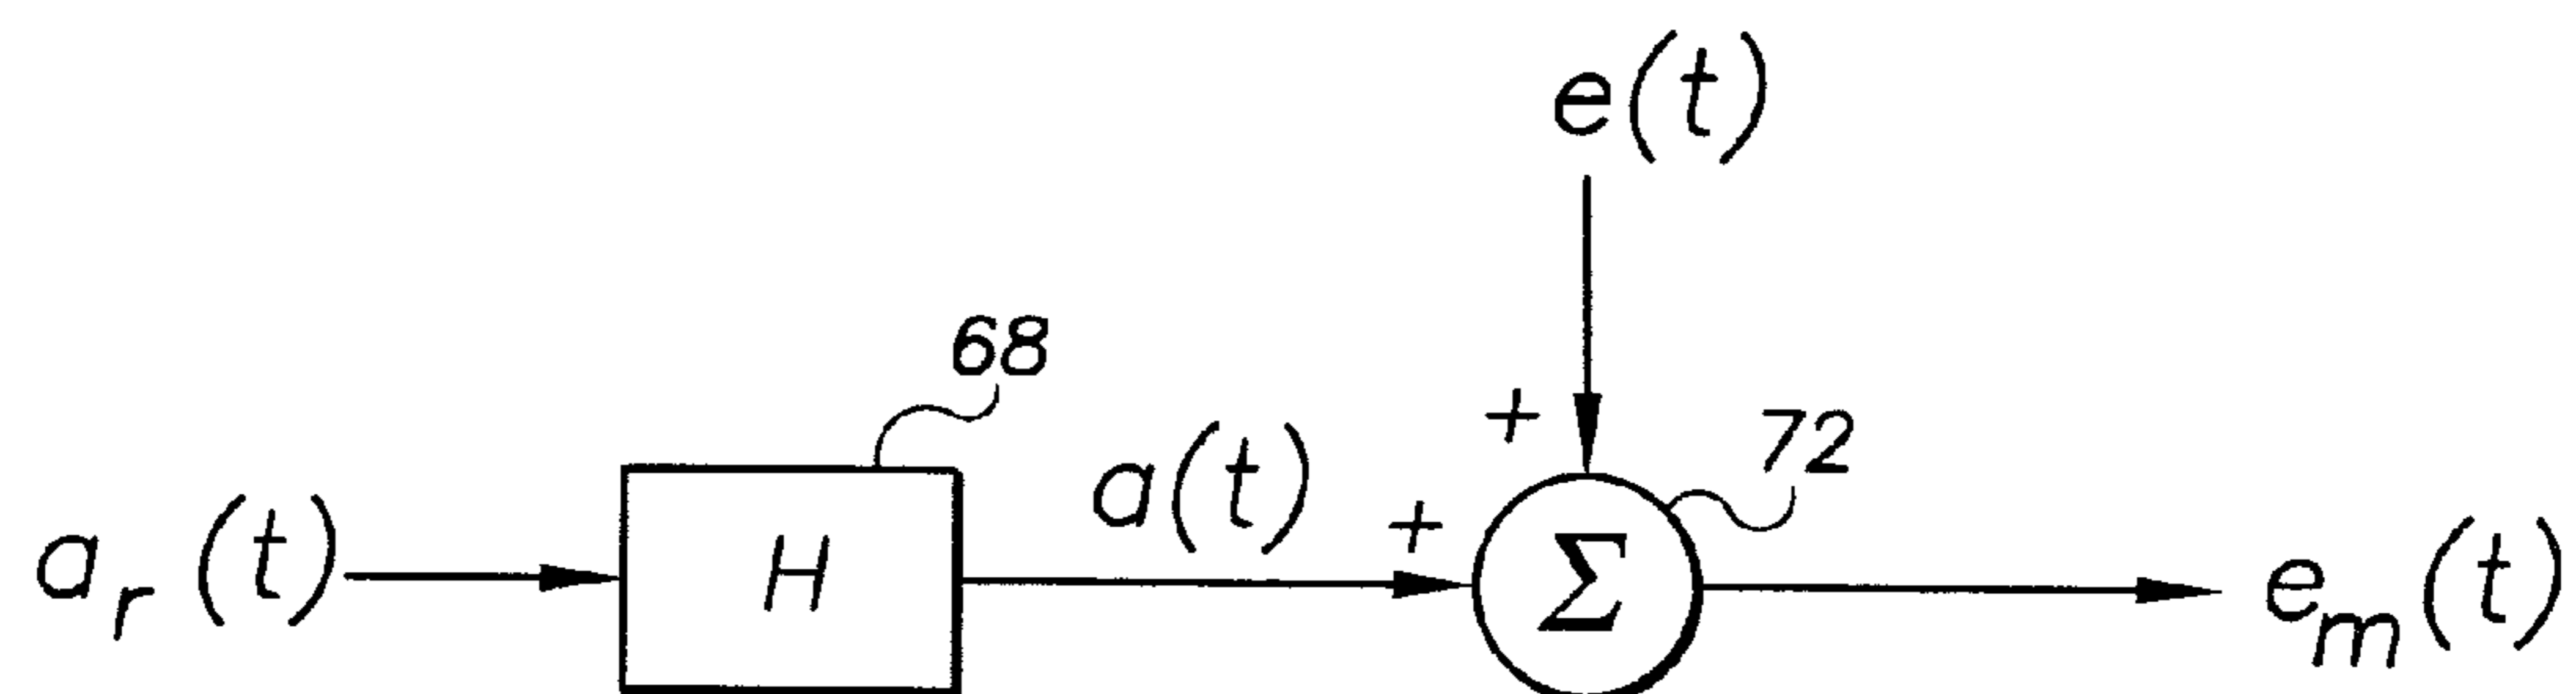 e(t)
68
+
72
a(t)
+
a_r (t)
H
Σ
e_m(t)